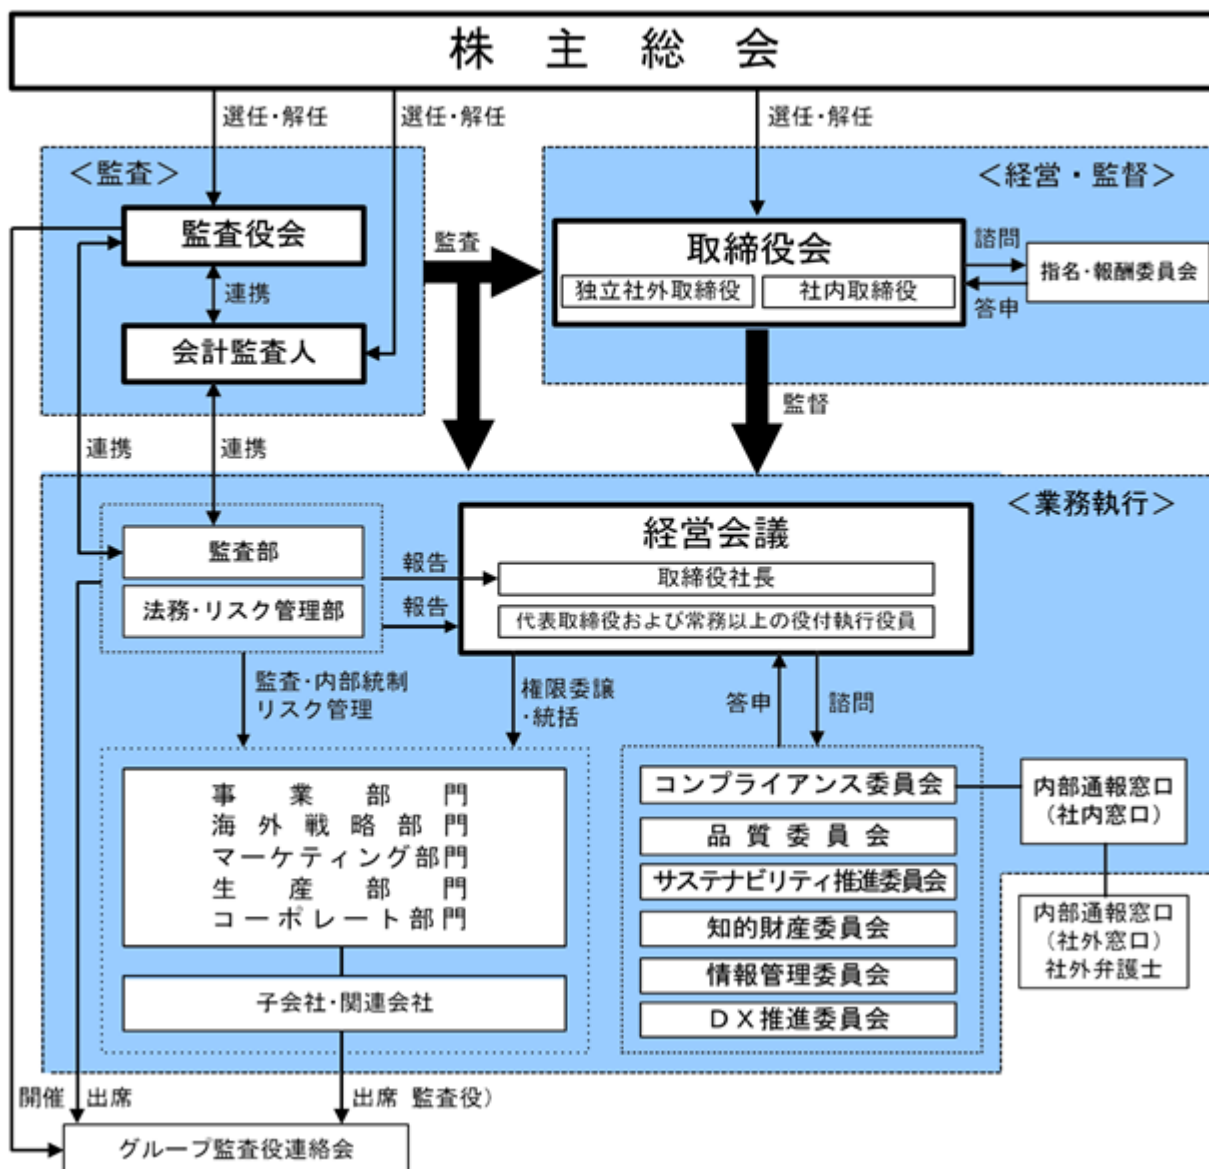 株主総会
選任・解任
選任・解任
選任・解任
＜監査＞
＜経営・監督＞
監査役会
監査
取締役会
諮問
指名・報酬委員会
独立社外取締役
社内取締役
答申
連携
会計監査人
監督
連携
連携
＜業務執行＞
経営会議
監査部
報告
取締役社長
法務・リスク管理部
報告
代表取締役および常務以上の役付執行役員
監査・内部統制
リスク管理
権限委譲
・統括
答申
諮問
事業部門
海外戦略部門
マーケティング部門
生産部門
コーポレート部門
コンプライアンス委員会
内部通報窓口
（社内窓口）
品質委員会
サステナビリティ推進委員会
知的財産委員会
内部通報窓口
（社外窓口）
社外弁護士
情報管理委員会
子会社・関連会社
ＤＸ推進委員会
開催
出席
出席 監査役）
グループ監査役連絡会